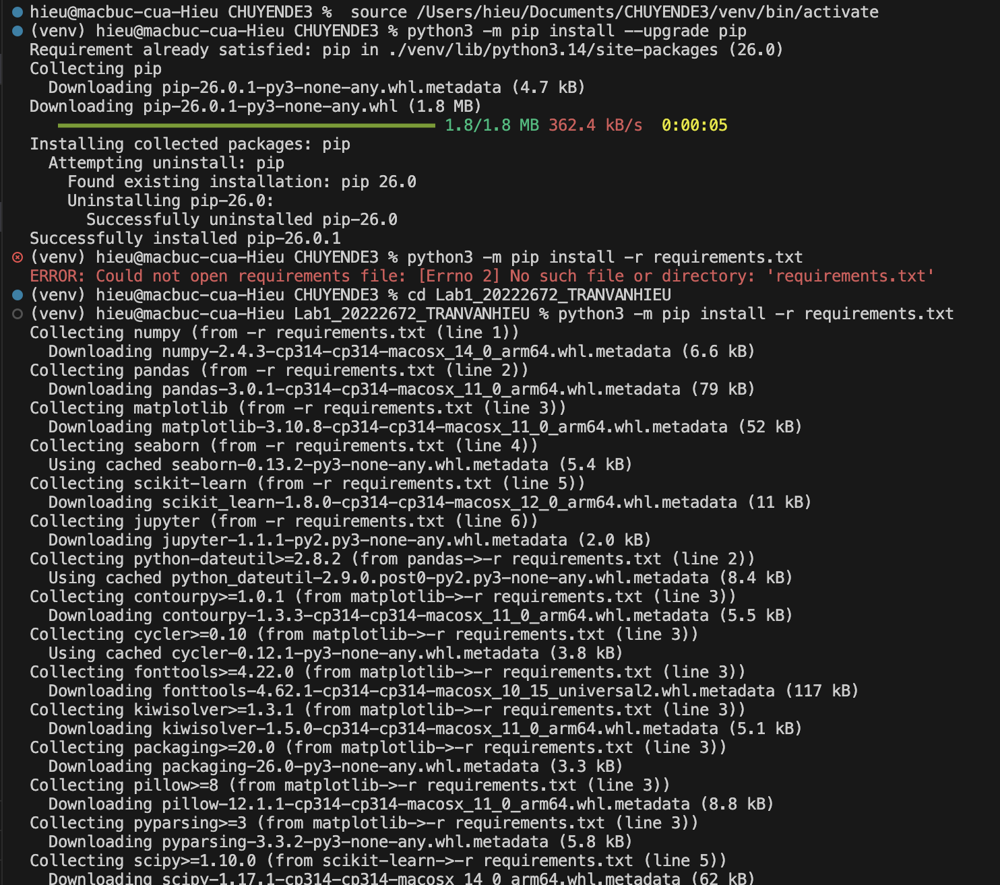 hieu@macbuc-cua-Hieu CHUYENDE3 %  source /Users/hieu/Documents/CHUYENDE3/venv/bin/activate
(venv) hieu@macbuc-cua-Hieu CHUYENDE3 % python3 -m pip install --upgrade pip
Requirement already satisfied: pip in ./venv/lib/python3.14/site-packages (26.0)
Collecting pip
  Downloading pip-26.0.1-py3-none-any.whl.metadata (4.7 kB)
Downloading pip-26.0.1-py3-none-any.whl (1.8 MB)
1.8/1.8 MB 362.4 kB/s  0:00:05
Installing collected packages: pip
  Attempting uninstall: pip
    Found existing installation: pip 26.0
    Uninstalling pip-26.0:
      Successfully uninstalled pip-26.0
Successfully installed pip-26.0.1
(venv) hieu@macbuc-cua-Hieu CHUYENDE3 % python3 -m pip install -r requirements.txt
ERROR: Could not open requirements file: [Errno 2] No such file or directory: 'requirements.txt'
(venv) hieu@macbuc-cua-Hieu CHUYENDE3 % cd Lab1_20222672_TRANVANHIEU
(venv) hieu@macbuc-cua-Hieu Lab1_20222672_TRANVANHIEU % python3 -m pip install -r requirements.txt
Collecting numpy (from -r requirements.txt (line 1))
  Downloading numpy-2.4.3-cp314-cp314-macosx_14_0_arm64.whl.metadata (6.6 kB)
Collecting pandas (from -r requirements.txt (line 2))
  Downloading pandas-3.0.1-cp314-cp314-macosx_11_0_arm64.whl.metadata (79 kB)
Collecting matplotlib (from -r requirements.txt (line 3))
  Downloading matplotlib-3.10.8-cp314-cp314-macosx_11_0_arm64.whl.metadata (52 kB)
Collecting seaborn (from -r requirements.txt (line 4))
  Using cached seaborn-0.13.2-py3-none-any.whl.metadata (5.4 kB)
Collecting scikit-learn (from -r requirements.txt (line 5))
  Downloading scikit_learn-1.8.0-cp314-cp314-macosx_12_0_arm64.whl.metadata (11 kB)
Collecting jupyter (from -r requirements.txt (line 6))
  Downloading jupyter-1.1.1-py2.py3-none-any.whl.metadata (2.0 kB)
Collecting python-dateutil>=2.8.2 (from pandas->-r requirements.txt (line 2))
  Using cached python_dateutil-2.9.0.post0-py2.py3-none-any.whl.metadata (8.4 kB)
Collecting contourpy>=1.0.1 (from matplotlib->-r requirements.txt (line 3))
  Downloading contourpy-1.3.3-cp314-cp314-macosx_11_0_arm64.whl.metadata (5.5 kB)
Collecting cycler>=0.10 (from matplotlib->-r requirements.txt (line 3))
  Using cached cycler-0.12.1-py3-none-any.whl.metadata (3.8 kB)
Collecting fonttools>=4.22.0 (from matplotlib->-r requirements.txt (line 3))
  Downloading fonttools-4.62.1-cp314-cp314-macosx_10_15_universal2.whl.metadata (117 kB)
Collecting kiwisolver>=1.3.1 (from matplotlib->-r requirements.txt (line 3))
  Downloading kiwisolver-1.5.0-cp314-cp314-macosx_11_0_arm64.whl.metadata (5.1 kB)
Collecting packaging>=20.0 (from matplotlib->-r requirements.txt (line 3))
  Downloading packaging-26.0-py3-none-any.whl.metadata (3.3 kB)
Collecting pillow>=8 (from matplotlib->-r requirements.txt (line 3))
  Downloading pillow-12.1.1-cp314-cp314-macosx_11_0_arm64.whl.metadata (8.8 kB)
Collecting pyparsing>=3 (from matplotlib->-r requirements.txt (line 3))
  Downloading pyparsing-3.3.2-py3-none-any.whl.metadata (5.8 kB)
Collecting scipy>=1.10.0 (from scikit-learn->-r requirements.txt (line 5))
  Downloading scipy-1.17.1-cp314-cp314-macosx_14_0_arm64.whl.metadata (62 kB)